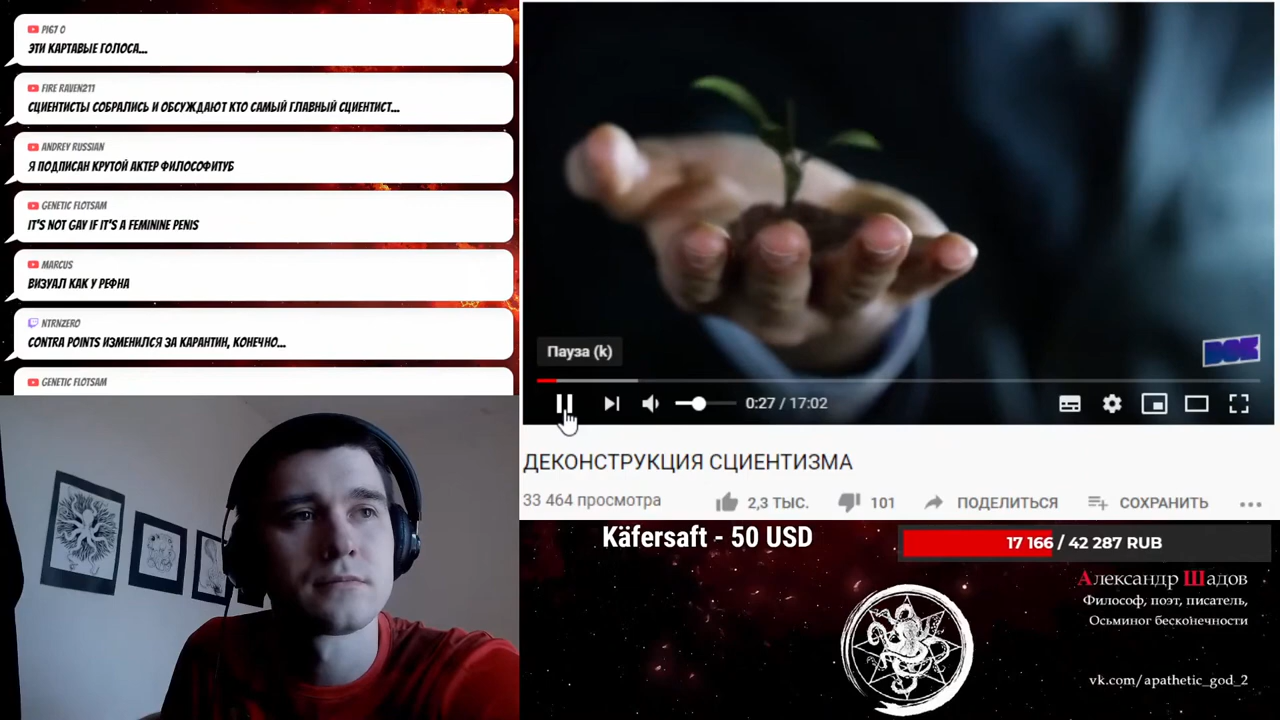 PI67 0
ЭТИ КАРТАВЫЕ ГОЛОСА...
FIRE RAVEN211
СЦИЕНТИСТЫ СОБРАЛИСЬ И ОБСУЖДАЮТ КТО САМЫЙ ГЛАВНЫЙ СЦИЕНТИСТ...
ANDREY RUSSIAN
Я ПОДПИСАН КРУТОЙ АКТЕР ФИЛОСОФИТУБ
GENETIC FLOTSAM
IT'S NOT GAY IF IT'S A FEMININE PENIS
MARCUS
ВИЗУАЛ КАК У РЕФНА
NTRNZERO
CONTRA POINTS ИЗМЕНИЛСЯ ЗА КАРАНТИН, КОНЕЧНО...
GENETIC FLOTSAM
Пауза (k)
0:27 / 17:02
ДЕКОНСТРУКЦИЯ СЦИЕНТИЗМА
33 464 просмотра
2,3 ТЫС.
101
ПОДЕЛИТЬСЯ
СОХРАНИТЬ
Käfersaft - 50 USD
17 166 / 42 287 RUB
Александр Шадов
Философ, поэт, писатель,
Осьминог бесконечности
vk.com/apathetic_god_2